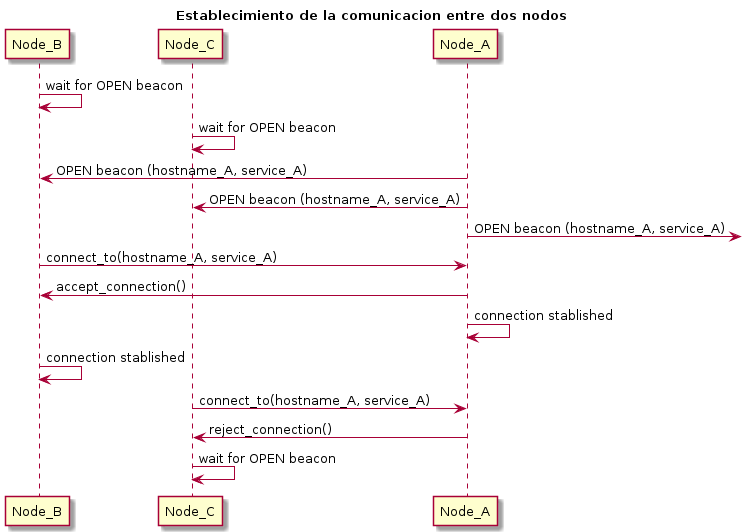 Establecimiento de la comunicacion entre dos nodos
Node_B Node_C Node_A
wait for OPEN beacon
wait for OPEN beacon
OPEN beacon (hostname_A, service_A)
OPEN beacon (hostname_A, service_A)
OPEN beacon (hostname_A, service_A)
connect_to(hostname_A, service_A)
accept_connection()
connection stablished
connection stablished
connect_to(hostname_A, service_A)
reject_connection()
wait for OPEN beacon
Node_B Node_C Node_A